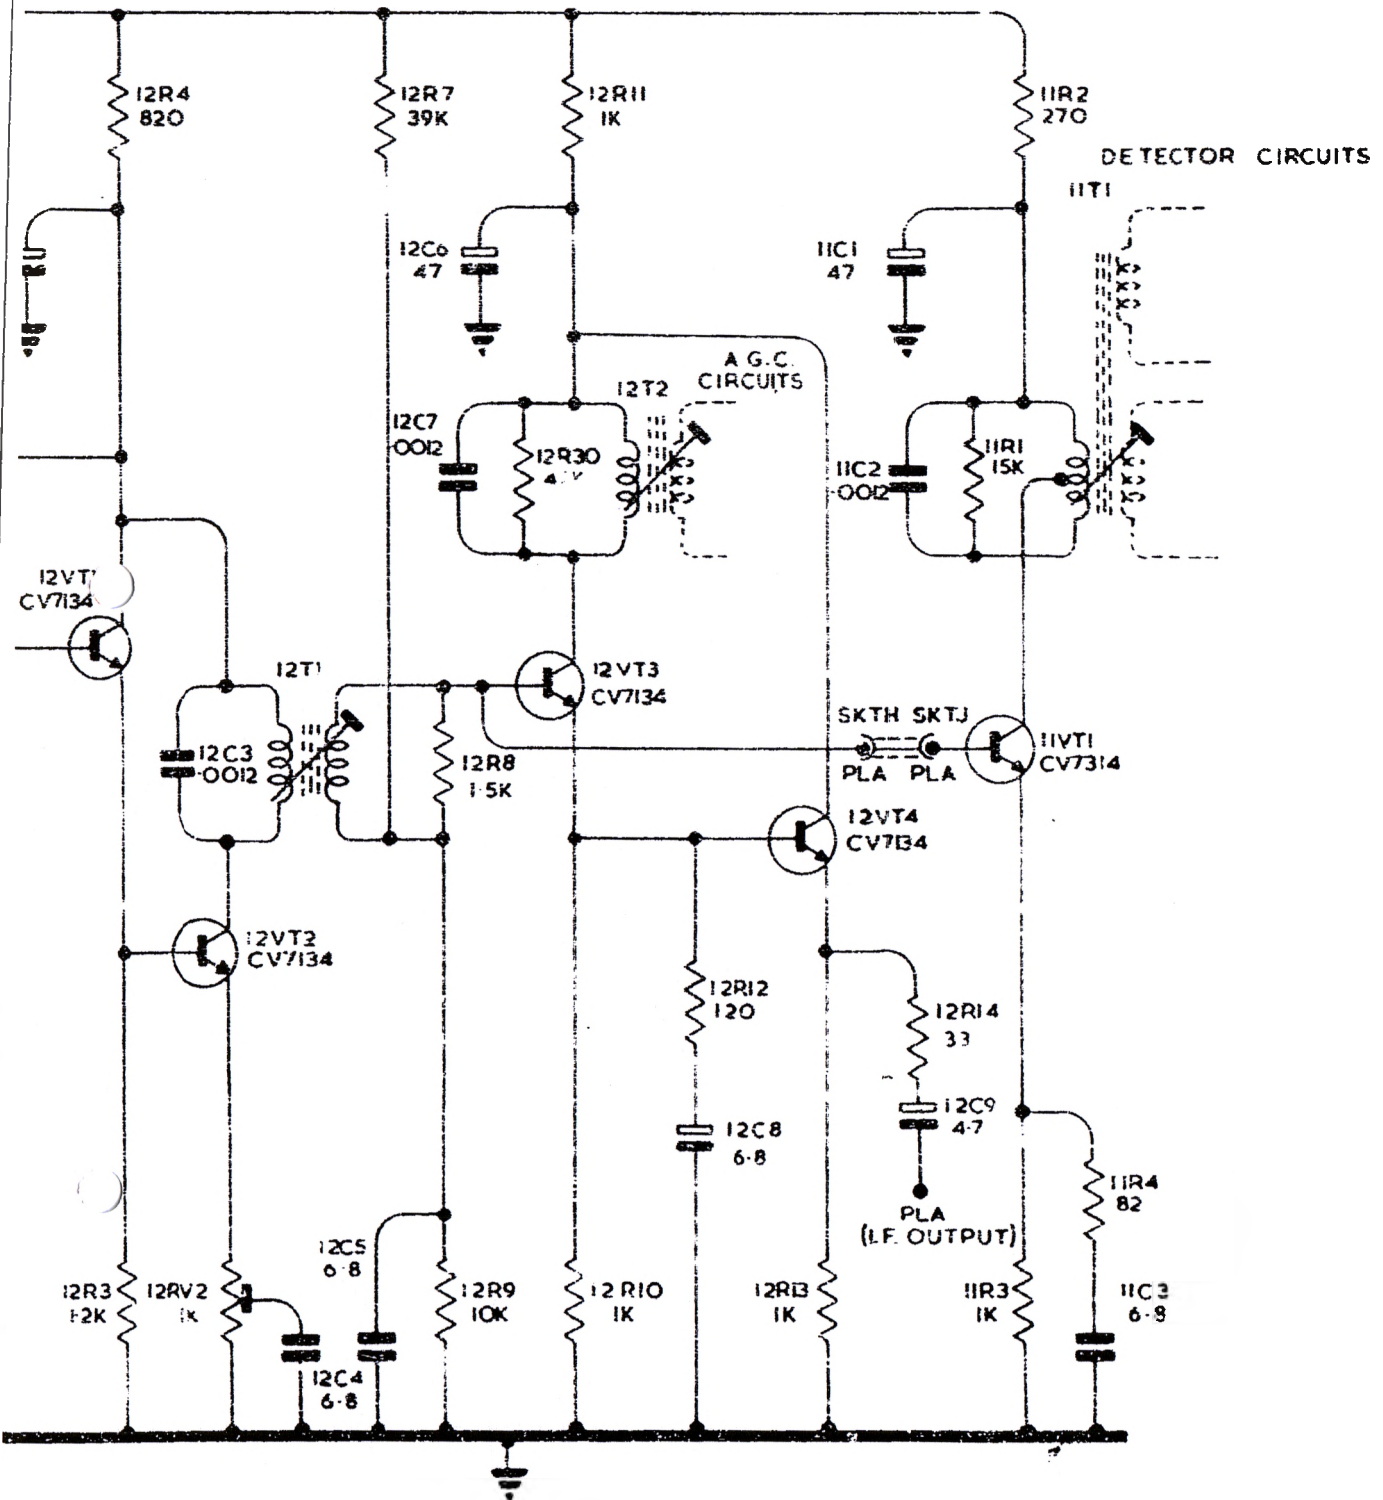 12R4
820
12R7
39K
12R11
1K
11R2
270
DETECTOR CIRCUITS
11T1
12C6
47
11C1
47
A.G.C.
CIRCUITS
12T2
12C7
·0012
12R30
11R1
15K
11C2
·0012
12VT1
CV7134
12T1
12VT3
CV7134
SKTH SKTJ
PLA PLA
11VT1
CV7314
12C3
·0012
12R8
1·5K
12VT4
CV7134
12VT2
CV7134
12R12
120
12R14
33
12C9
4·7
12C8
6·8
PLA
(I.F. OUTPUT)
11R4
82
12C5
6·8
12R3
1·2K
12RV2
1K
12R9
10K
12R10
1K
12R13
1K
11R3
1K
11C3
6·8
12C4
6·8